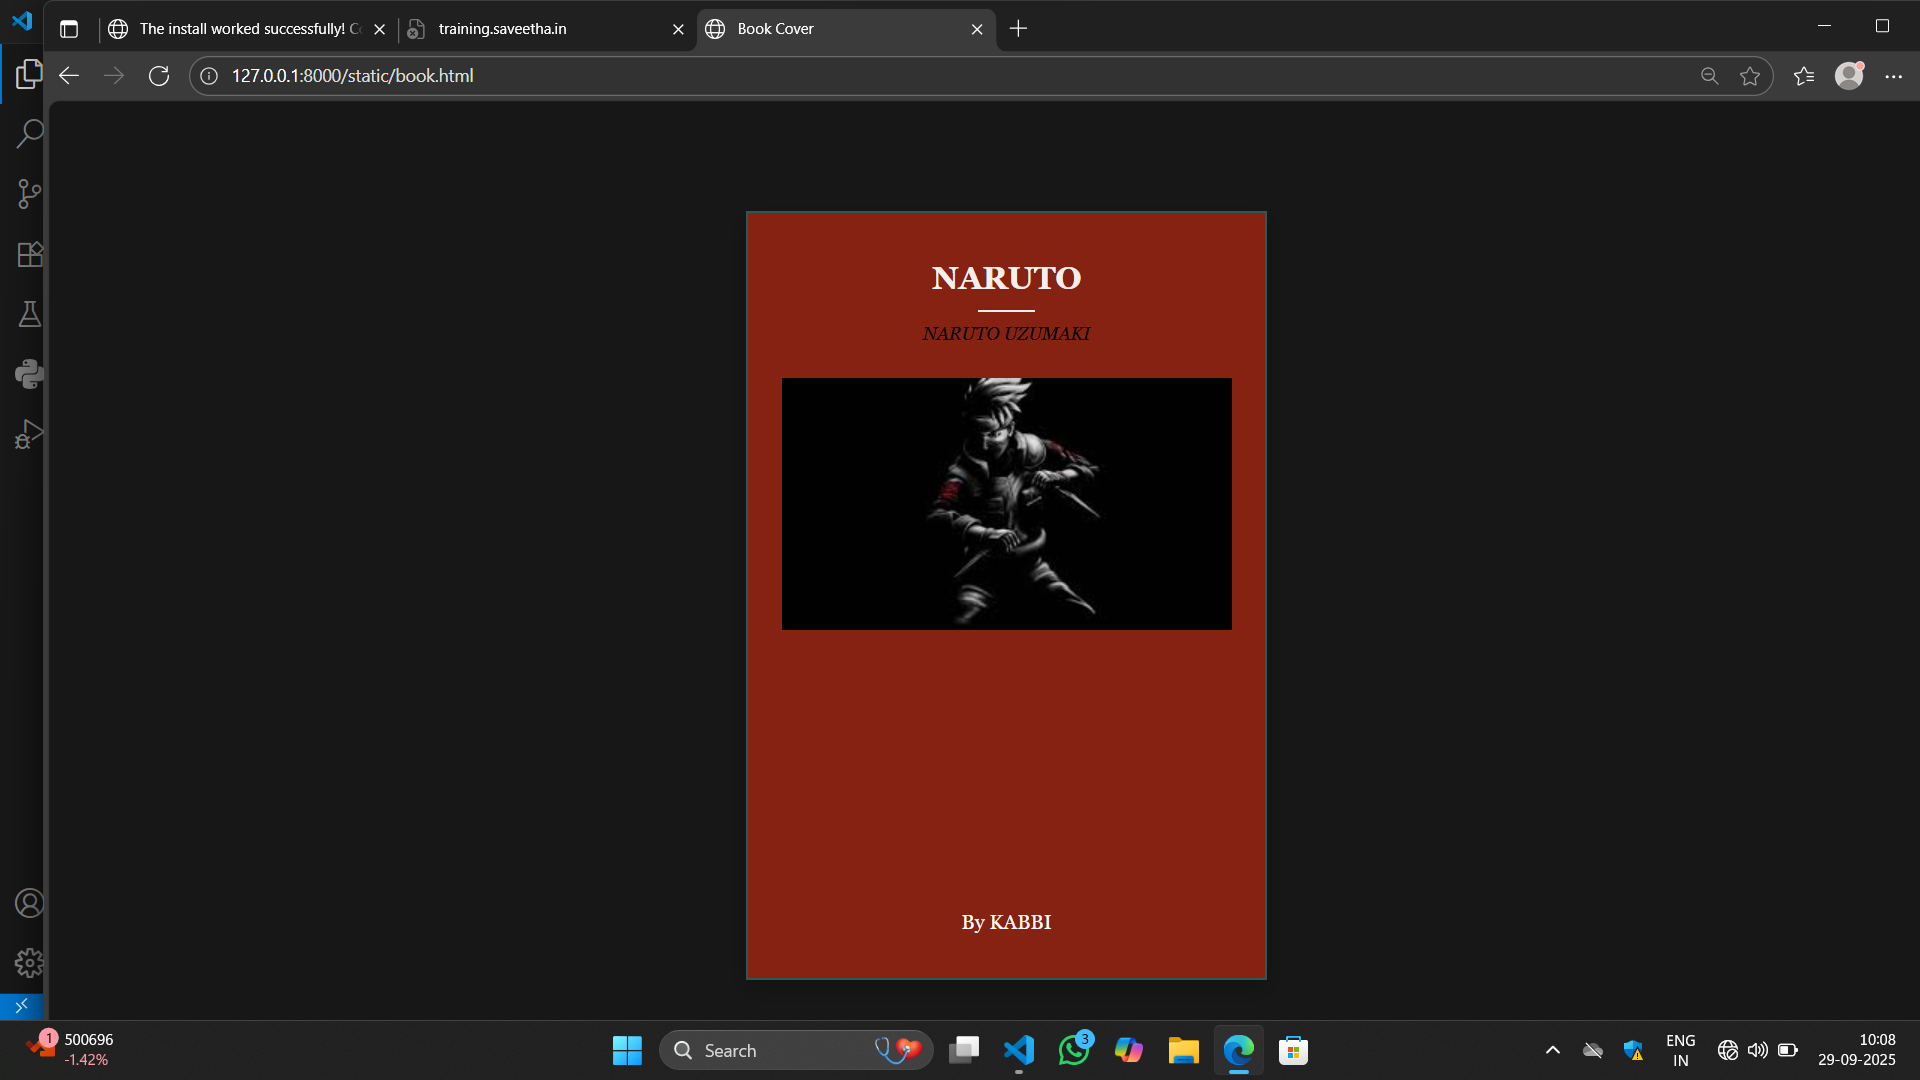 The install worked successfully! C
training.saveetha.in
Book Cover
127.0.0.1:8000/static/book.html
NARUTO
NARUTO UZUMAKI
By KABBI
1
500696
-1.42%
Search
3
ENG
IN
10:08
29-09-2025